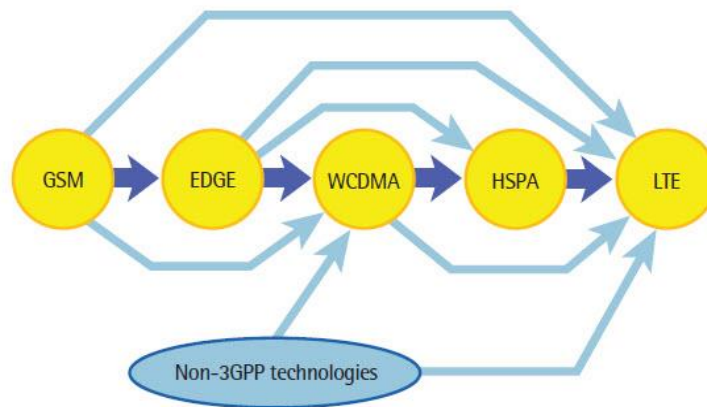 GSM
EDGE
WCDMA
HSPA
LTE
Non-3GPP technologies